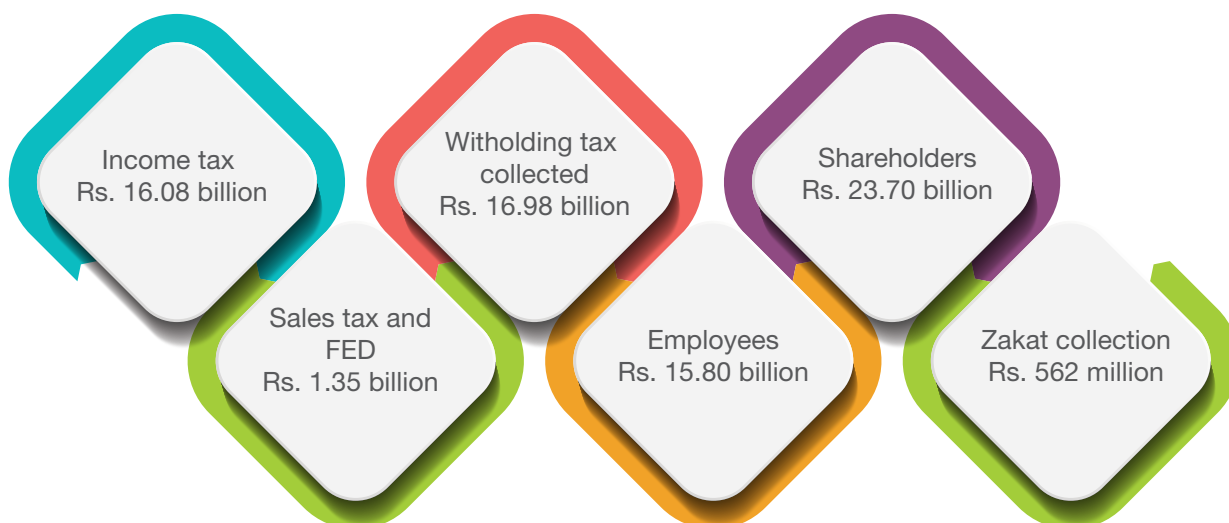 Income tax
Rs. 16.08 billion
Sales tax and
FED
Rs. 1.35 billion
Witholding tax
collected
Rs. 16.98 billion
Employees
Rs. 15.80 billion
Shareholders
Rs. 23.70 billion
Zakat collection
Rs. 562 million